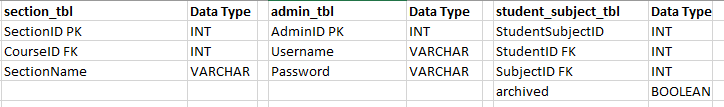 section_tbl Data Type admin_tbl Data Type student_subject_tbl Data Type
SectionID PK INT AdminID PK INT StudentSubjectID INT
CourseID FK INT Username VARCHAR StudentID FK INT
SectionName VARCHAR Password VARCHAR SubjectID FK INT
archived BOOLEAN